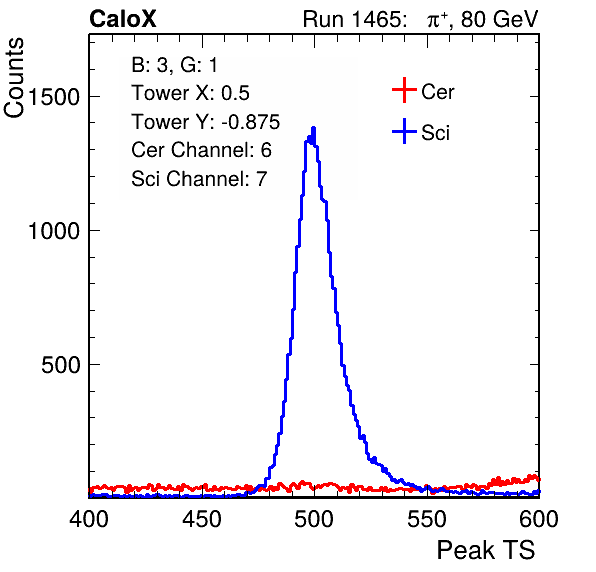 CaloX Run 1465: π+, 80 GeV
Counts
B: 3, G: 1
Tower X: 0.5
Tower Y: -0.875
Cer Channel: 6
Sci Channel: 7
Cer
Sci
1500
1000
500
400 450 500 550 600
Peak TS